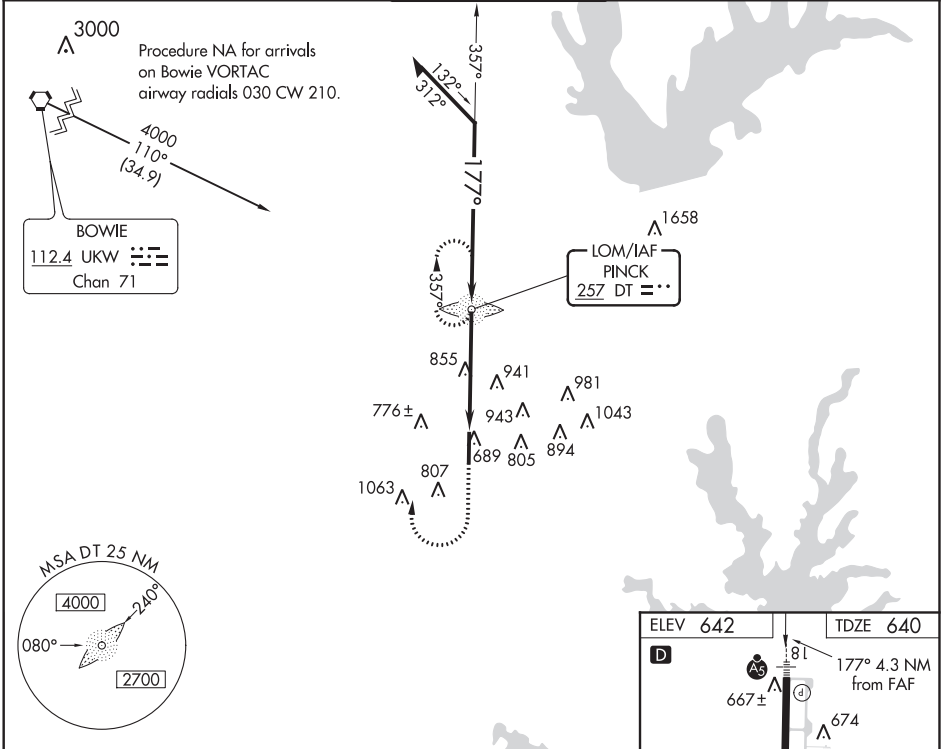 3000
Procedure NA for arrivals
on Bowie VORTAC
airway radials 030 CW 210.
4000
110°
(34.9)
BOWIE
112.4 UKW
Chan 71
357°
132°
312°
177°
1658
LOM/IAF
PINCK
257 DT
357°
855
941
981
776±
943
1043
689
805
894
807
1063
MSA DT 25 NM
4000
240°
080°
2700
ELEV 642
TDZE 640
D
A5
18
177° 4.3 NM
from FAF
P
667±
674